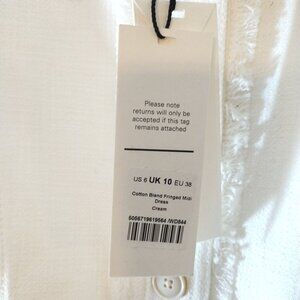 Please note
returns will only be
accepted if this tag
remains attached
US 6 UK 10 EU 38
Cotton Blend Fringed Midi
Dress
Cream
5056719619564 /WD844